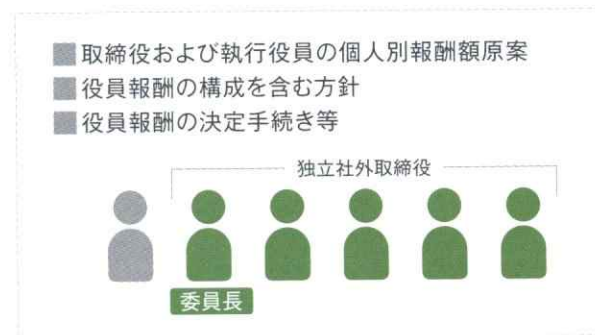 取締役および執行役員の個人別報酬額原案
役員報酬の構成を含む方針
役員報酬の決定手続き等
独立社外取締役
委員長